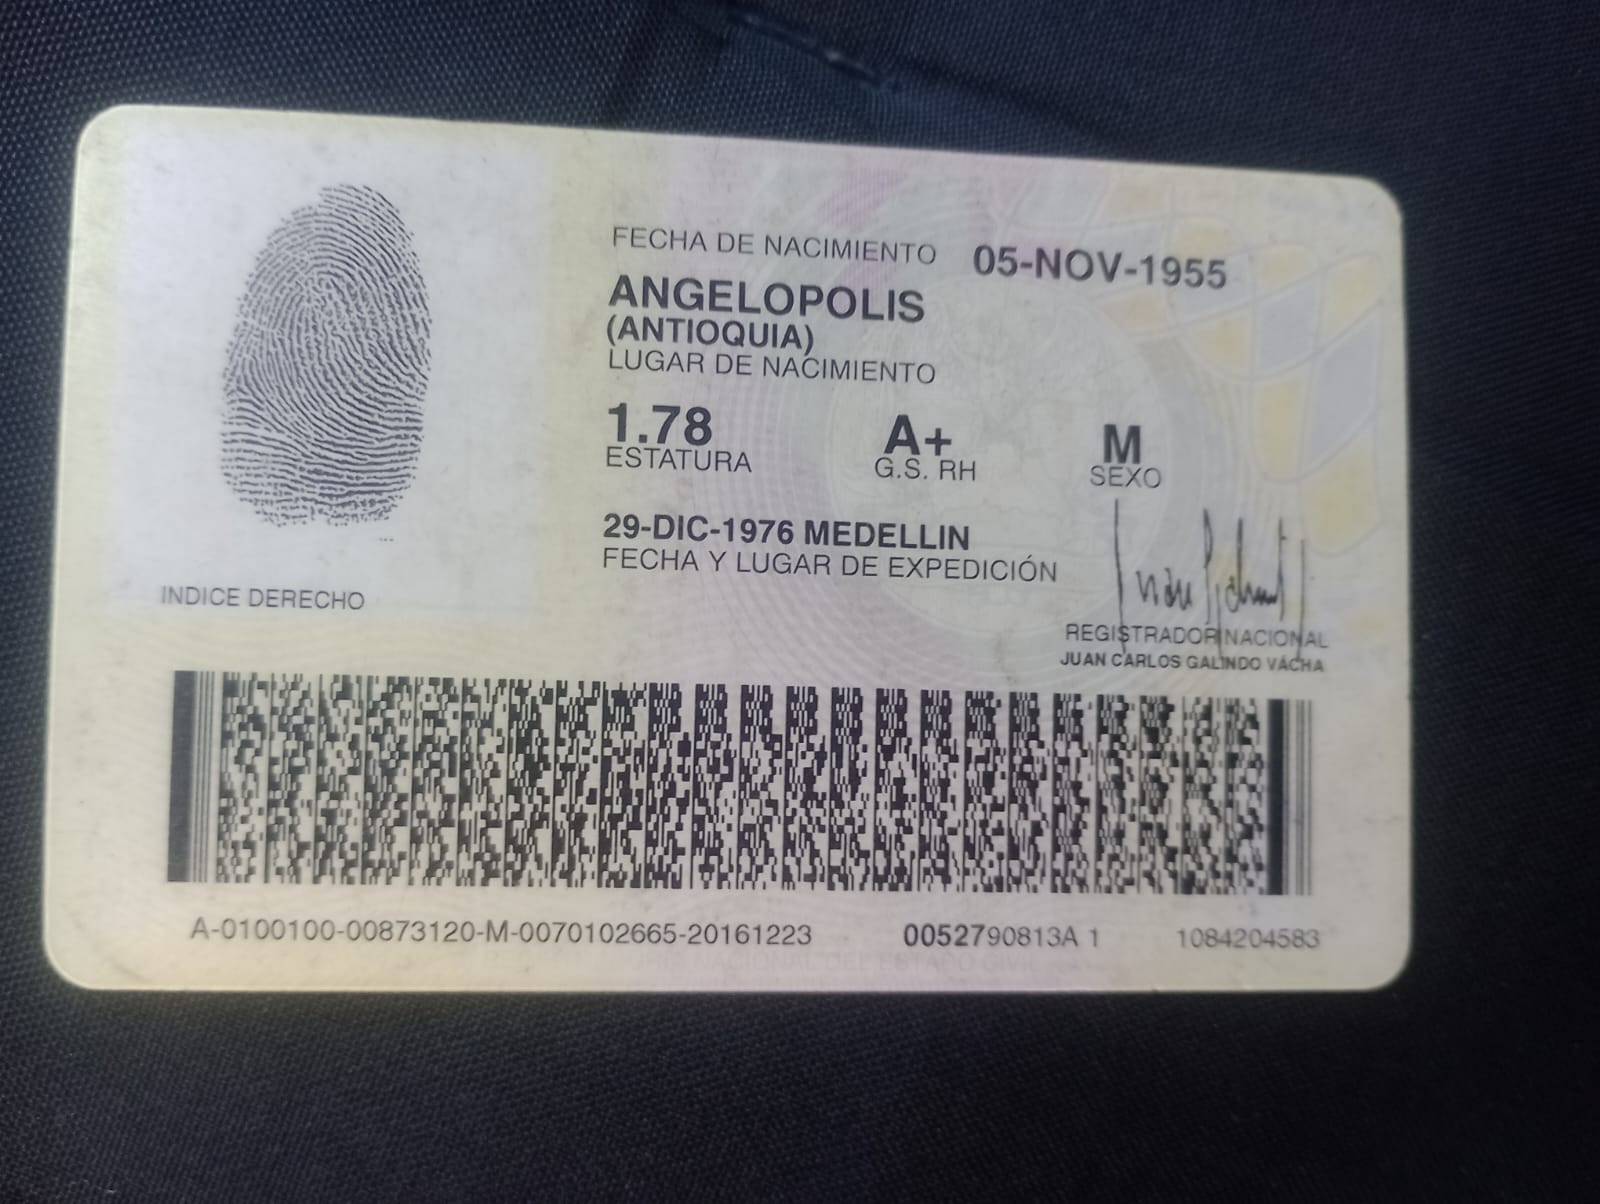 FECHA DE NACIMIENTO 05-NOV-1955
ANGELOPOLIS
(ANTIOQUIA)
LUGAR DE NACIMIENTO
1.78 A+ M
ESTATURA G.S. RH SEXO
29-DIC-1976 MEDELLIN
FECHA Y LUGAR DE EXPEDICIÓN
INDICE DERECHO
REGISTRADOR NACIONAL
JUAN CARLOS GALINDO VÁCHA
A-0100100-00873120-M-0070102665-20161223 0052790813A 1 1084204583